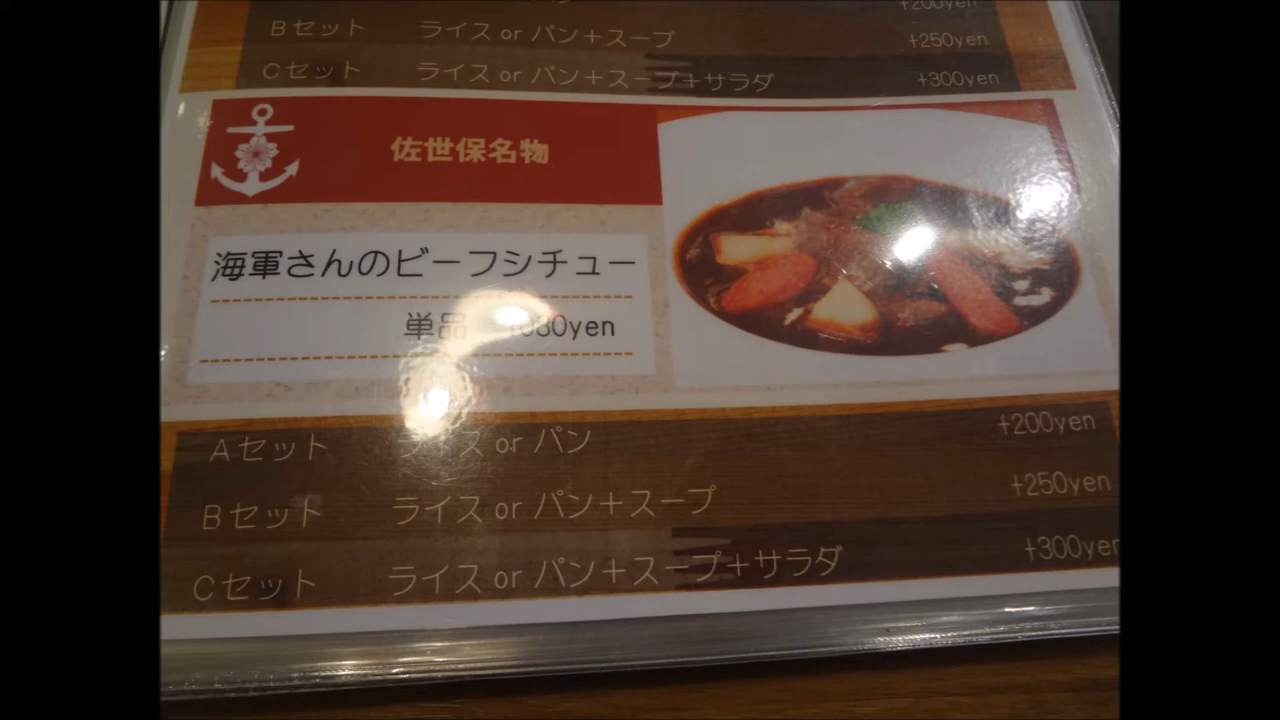 +200yen
Bセット ライス or パン+スープ +250yen
Cセット ライス or パン+スープ+サラダ +300yen
佐世保名物
海軍さんのビーフシチュー
単品
Aセット ライス or パン +200yen
Bセット ライス or パン+スープ +250yen
Cセット ライス or パン+スープ+サラダ +300yen